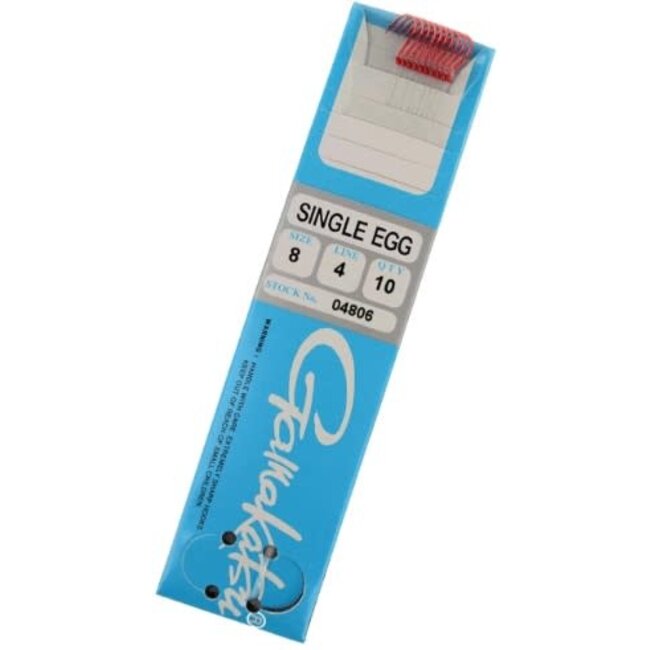 SINGLE EGG
SIZE LINE QTY
8 4 10
STOCK No. 04806
WARNING : HANDLE WITH CARE. EXTREMELY SHARP HOOKS.
KEEP OUT OF REACH OF SMALL CHILDREN.
Gamakatsu®